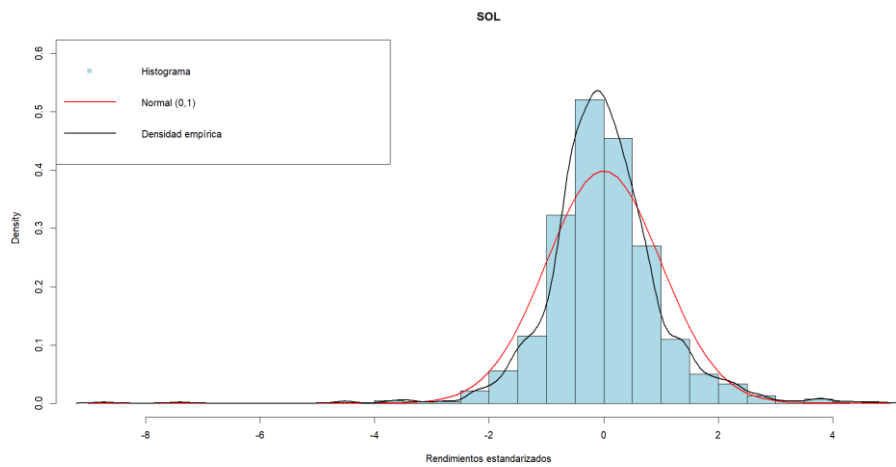 SOL
Histograma
Normal (0,1)
Densidad empírica
Density
0.6
0.5
0.4
0.3
0.2
0.1
0.0
-8
-6
-4
-2
0
2
4
Rendimientos estandarizados